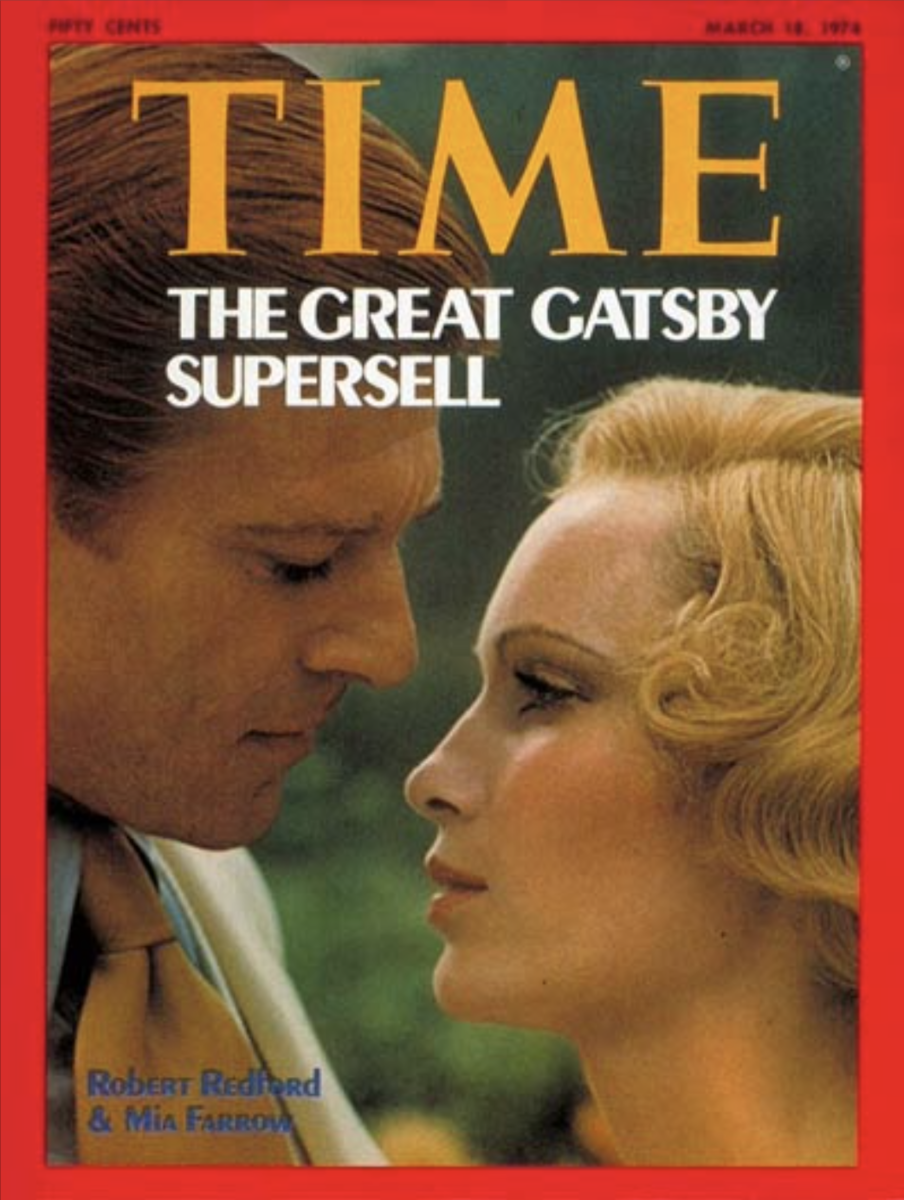 FIFTY CENTS
MARCH 18, 1974
®
TIME
THE GREAT GATSBY
SUPERSELL
ROBERT REDFORD
& MIA FARROW